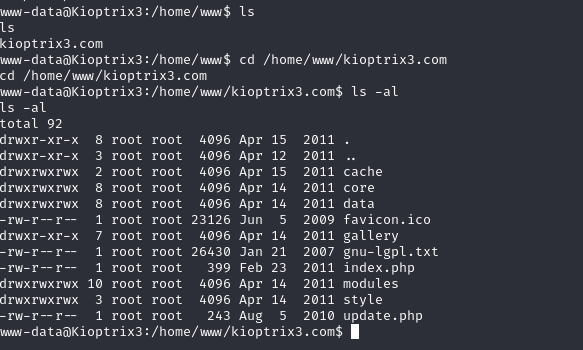 www-data@Kioptrix3:/home/www$ ls
ls
kioptrix3.com
www-data@Kioptrix3:/home/www$ cd /home/www/kioptrix3.com
cd /home/www/kioptrix3.com
www-data@Kioptrix3:/home/www/kioptrix3.com$ ls -al
ls -al
total 92
drwxr-xr-x  8 root root  4096 Apr 15  2011 .
drwxr-xr-x  3 root root  4096 Apr 12  2011 ..
drwxrwxrwx  2 root root  4096 Apr 15  2011 cache
drwxrwxrwx  8 root root  4096 Apr 14  2011 core
drwxrwxrwx  8 root root  4096 Apr 14  2011 data
-rw-r--r--  1 root root 23126 Jun  5  2009 favicon.ico
drwxr-xr-x  7 root root  4096 Apr 14  2011 gallery
-rw-r--r--  1 root root 26430 Jan 21  2007 gnu-lgpl.txt
-rw-r--r--  1 root root   399 Feb 23  2011 index.php
drwxrwxrwx 10 root root  4096 Apr 14  2011 modules
drwxrwxrwx  3 root root  4096 Apr 14  2011 style
-rw-r--r--  1 root root   243 Aug  5  2010 update.php
www-data@Kioptrix3:/home/www/kioptrix3.com$